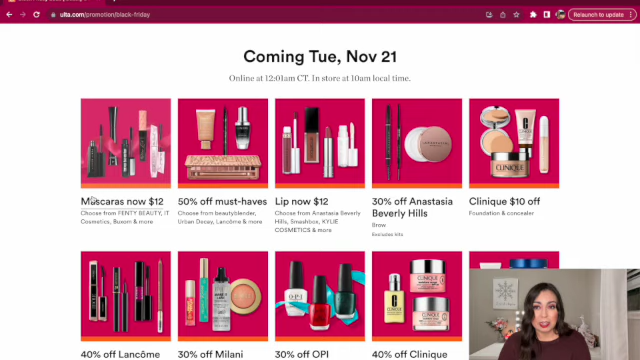 ulta.com/promotion/black-friday
Relaunch to update
Coming Tue, Nov 21
Online at 12:01am CT. In store at 10am local time.
Mascaras now $12
Choose from FENTY BEAUTY, IT
Cosmetics, Buxom & more
50% off must-haves
Choose from beautyblender,
Urban Decay, Lancôme & more
Lip now $12
Choose from Anastasia Beverly
Hills, Smashbox, KYLIE
COSMETICS & more
30% off Anastasia
Beverly Hills
Brow
Excludes kits
Clinique $10 off
Foundation & concealer
CLINIQUE
OPI
40% off Lancôme
30% off Milani
30% off OPI
40% off Clinique